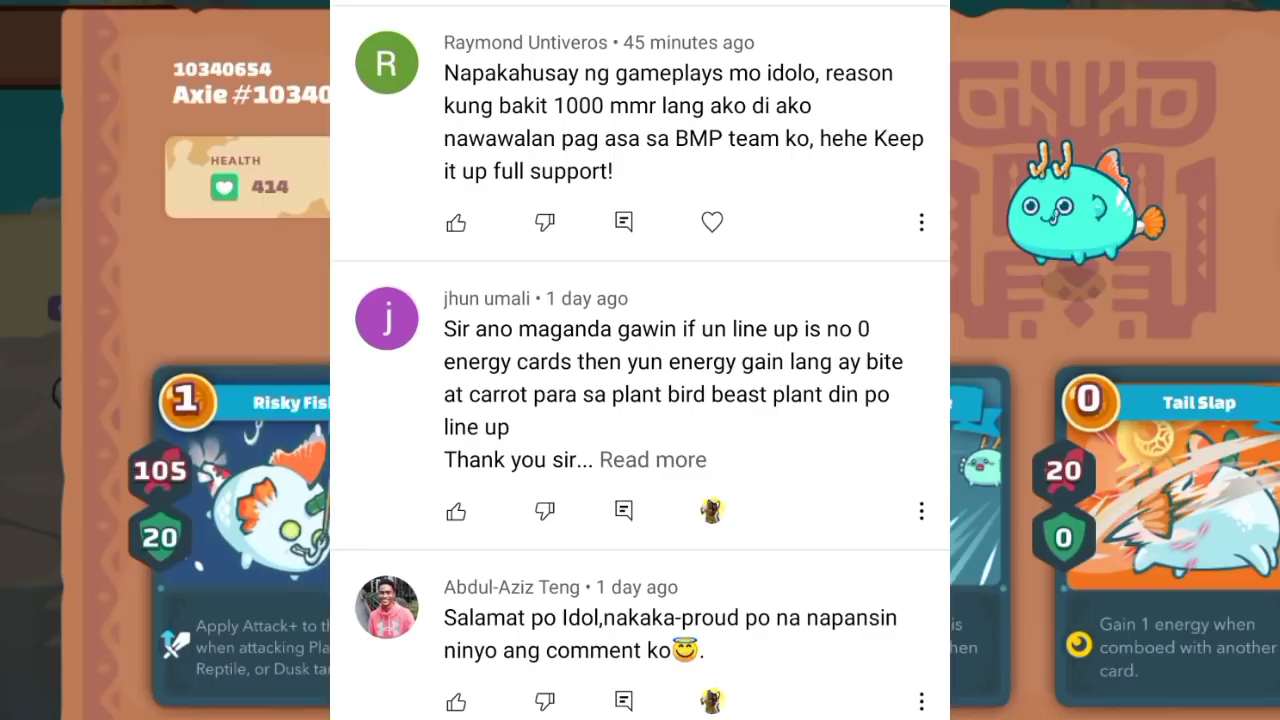 10340654
Axie #10340
HEALTH
414
R
Raymond Untiveros • 45 minutes ago
Napakahusay ng gameplays mo idolo, reason
kung bakit 1000 mmr lang ako di ako
nawawalan pag asa sa BMP team ko, hehe Keep
it up full support!
j
jhun umali • 1 day ago
Sir ano maganda gawin if un line up is no 0
energy cards then yun energy gain lang ay bite
at carrot para sa plant bird beast plant din po
line up
Thank you sir... Read more
Abdul-Aziz Teng • 1 day ago
Salamat po Idol,nakaka-proud po na napansin
ninyo ang comment ko😇.
1
Risky Fis
105
20
Apply Attack+ to th
when attacking Pla
Reptile, or Dusk ta
is
hen
0
Tail Slap
20
0
Gain 1 energy when
comboed with another
card.